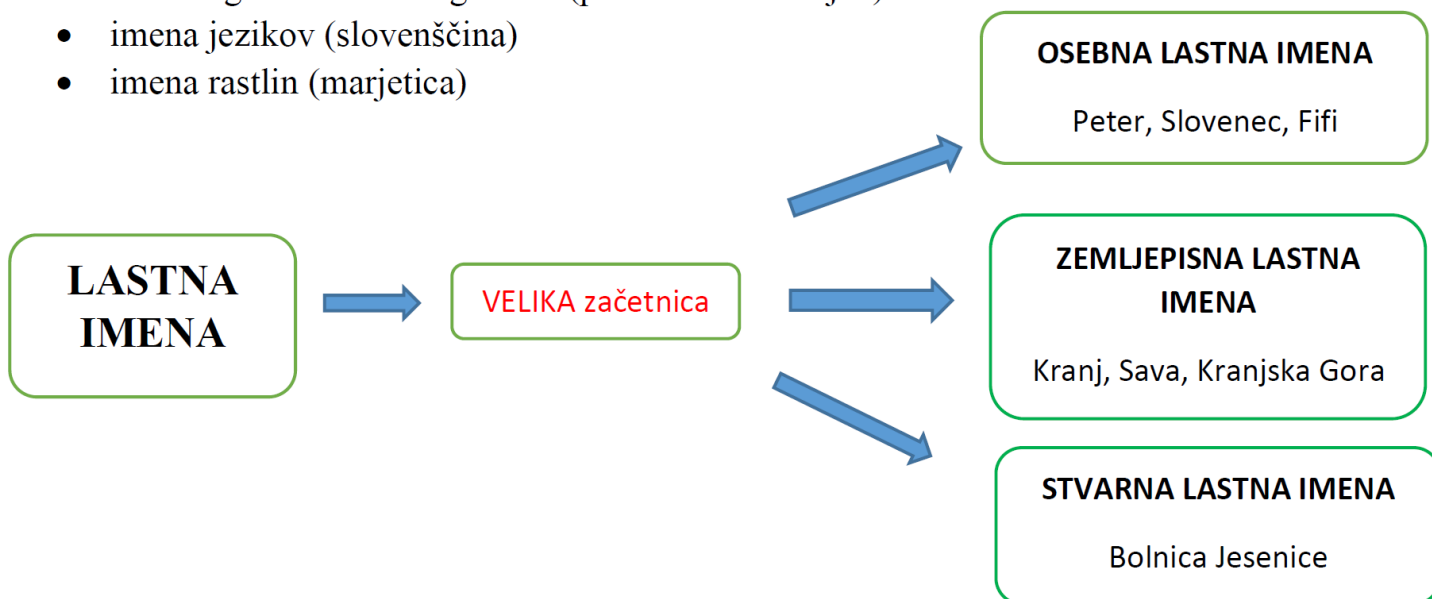 imena jezikov (slovenščina)
imena rastlin (marjetica)
OSEBNA LASTNA IMENA
Peter, Slovenec, Fifi
LASTNA
IMENA
VELIKA začetnica
ZEMLJEPISNA LASTNA
IMENA
Kranj, Sava, Kranjska Gora
STVARNA LASTNA IMENA
Bolnica Jesenice